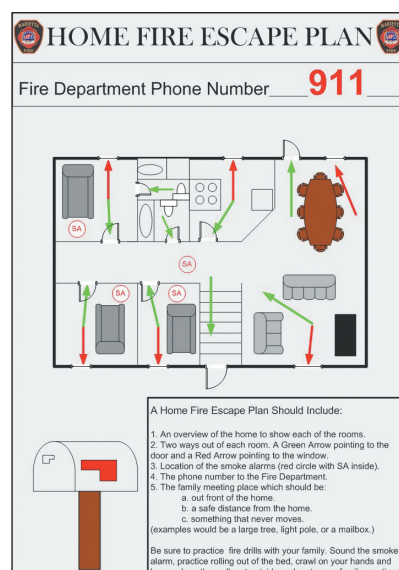 HOME FIRE ESCAPE PLAN
Fire Department Phone Number 911
SA
SA
SA
SA
A Home Fire Escape Plan Should Include:
1. An overview of the home to show each of the rooms.
2. Two ways out of each room. A Green Arrow pointing to the
door and a Red Arrow pointing to the window.
3. Location of the smoke alarms (red circle with SA inside).
4. The phone number to the Fire Department.
5. The family meeting place which should be:
a. out front of the home.
b. a safe distance from the home.
c. something that never moves.
(examples would be a large tree, light pole, or a mailbox.)
Be sure to practice fire drills with your family. Sound the smoke
alarm, practice rolling out of the bed, crawl on your hands and